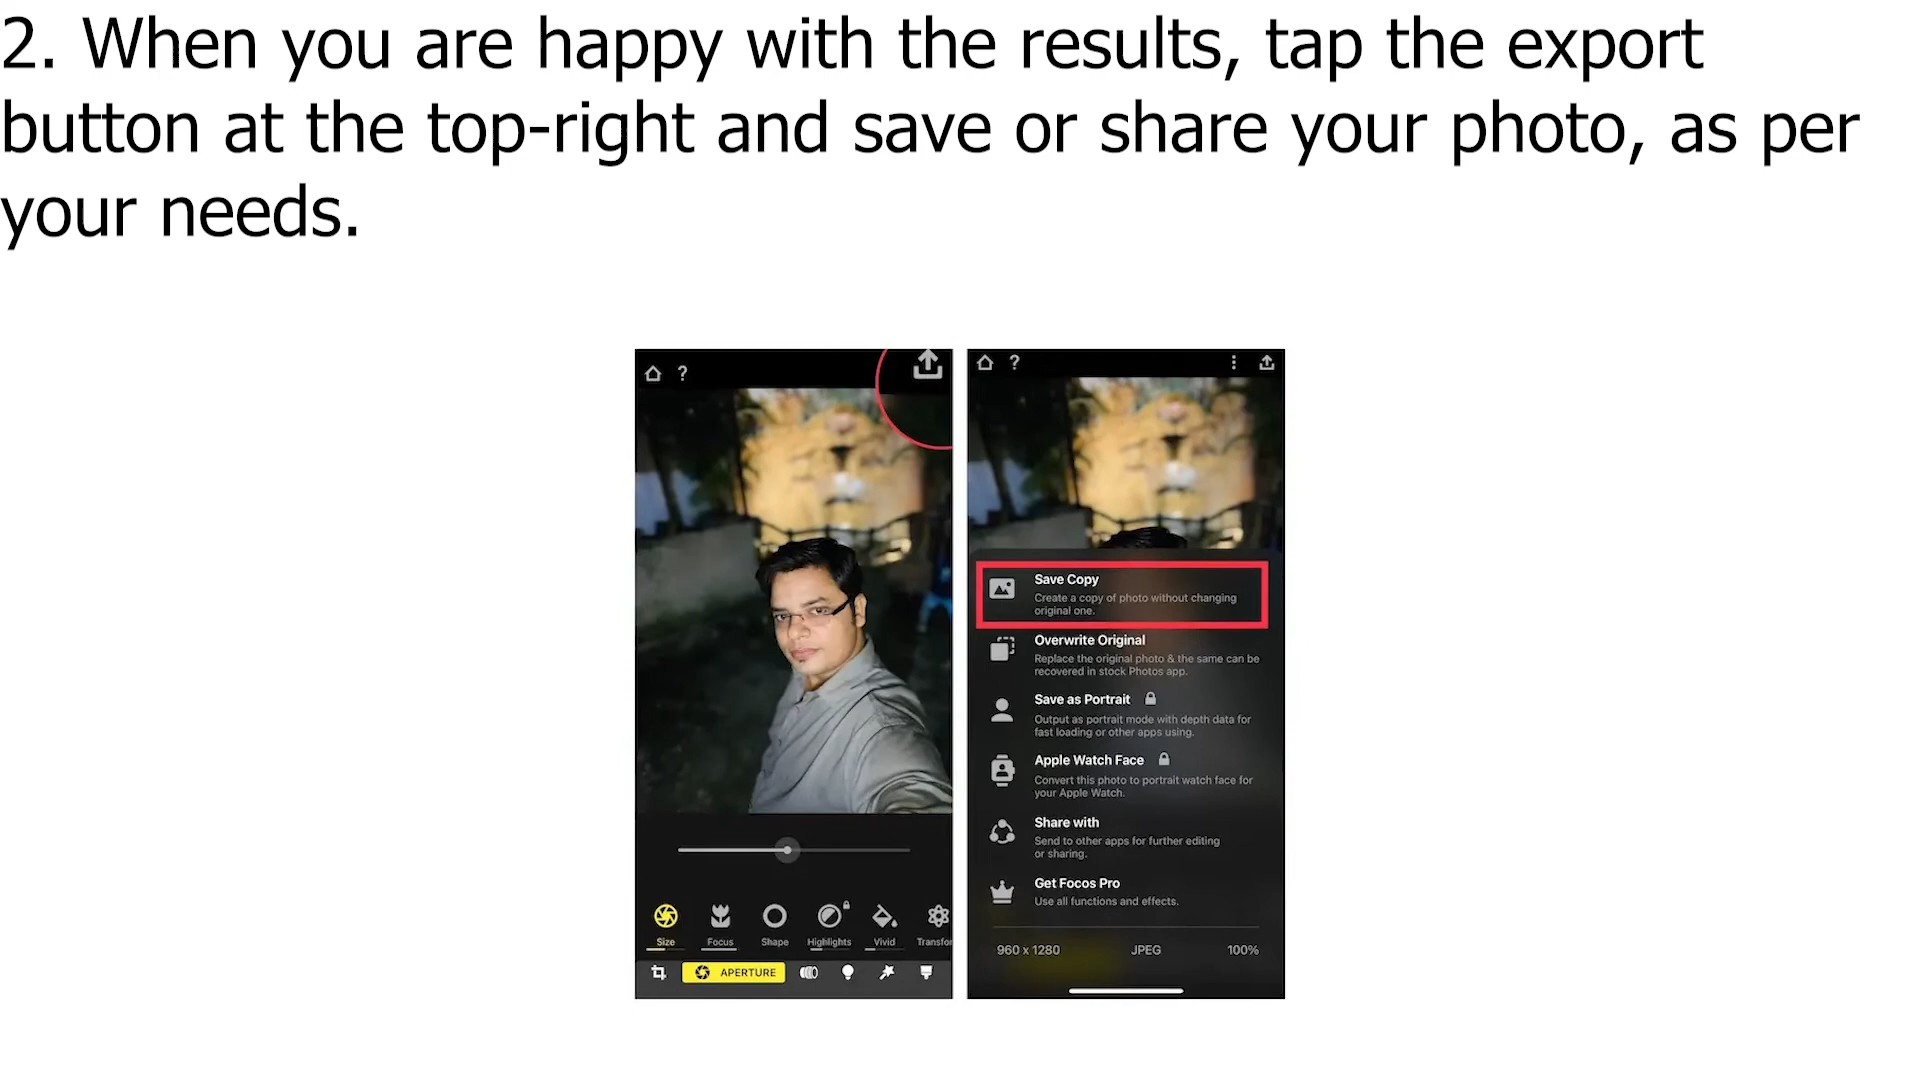 2. When you are happy with the results, tap the export
button at the top-right and save or share your photo, as per
your needs.
?
Size
Focus
Shape
Highlights
Vivid
Transfor
APERTURE
?
Save Copy
Create a copy of photo without changing
original one.
Overwrite Original
Replace the original photo & the same can be
recovered in stock Photos app.
Save as Portrait
Output as portrait mode with depth data for
fast loading or other apps using.
Apple Watch Face
Convert this photo to portrait watch face for
your Apple Watch.
Share with
Send to other apps for further editing
or sharing.
Get Focos Pro
Use all functions and effects.
960 x 1280 JPEG 100%